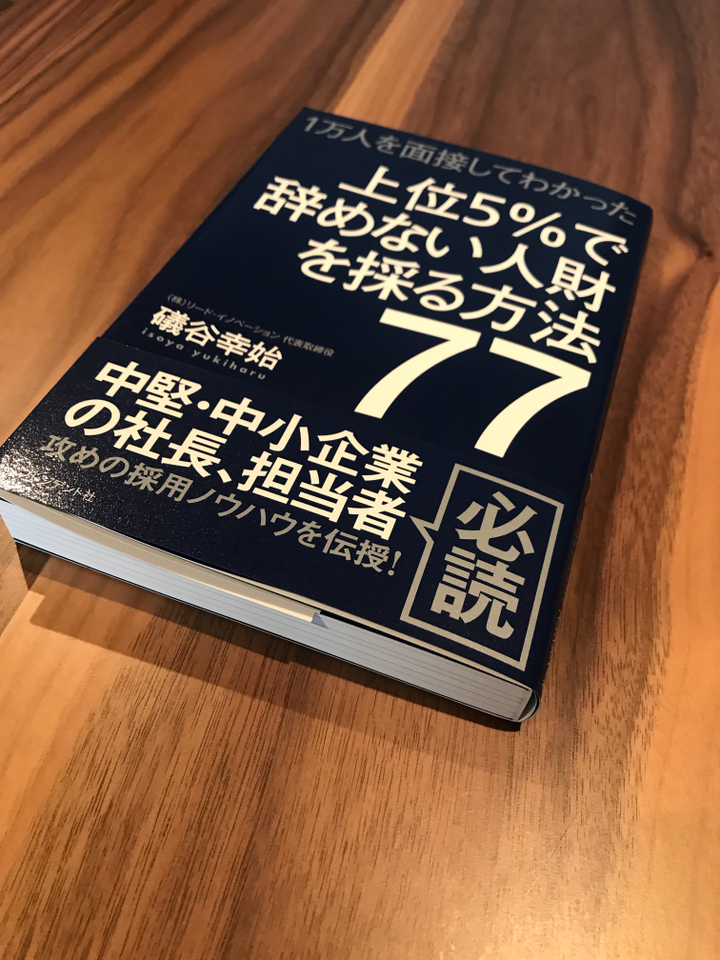 1万人を面接してわかった
上位5%で
辞めない人財
を採る方法
77
(株)リード・イノベーション 代表取締役
礒谷幸始
isoya yukiharu
中堅・中小企業
の社長、担当者
攻めの採用ノウハウを伝授!
必読
デント社